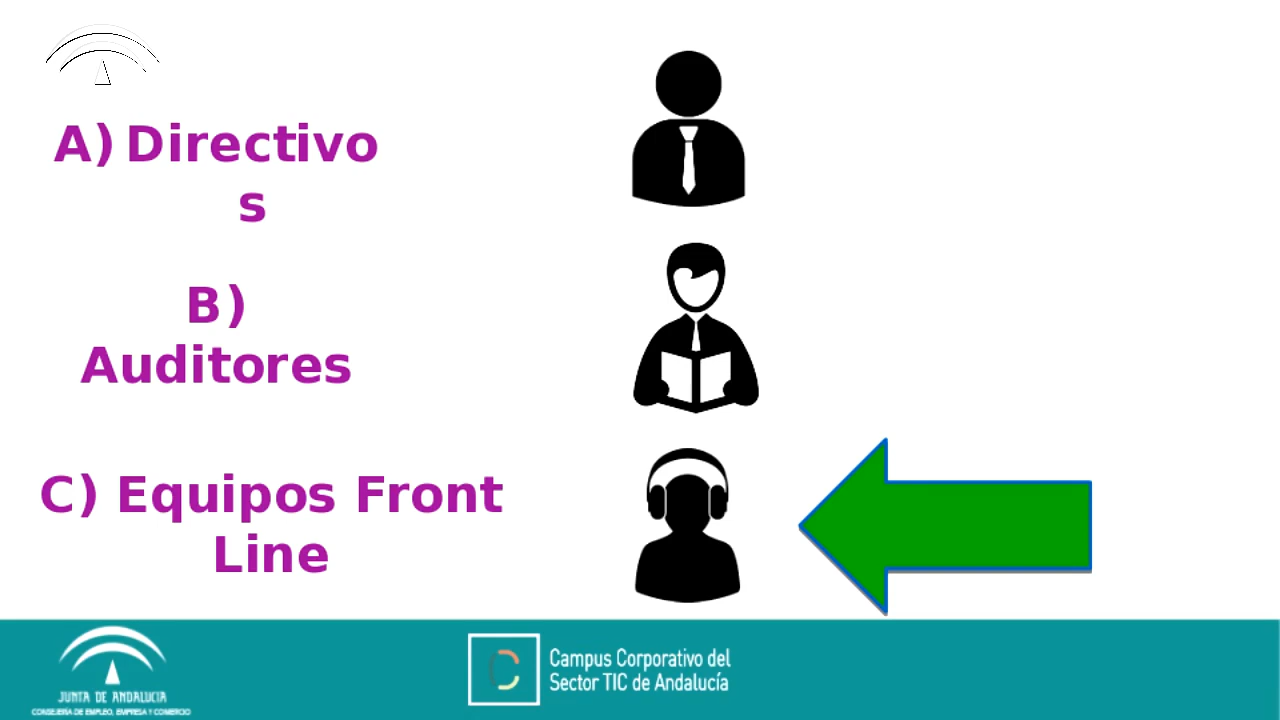 A) Directivo
s
B)
Auditores
C) Equipos Front
Line
JUNTA DE ANDALUCIA
CONSEJERÍA DE EMPLEO, EMPRESA Y COMERCIO
Campus Corporativo del
Sector TIC de Andalucía